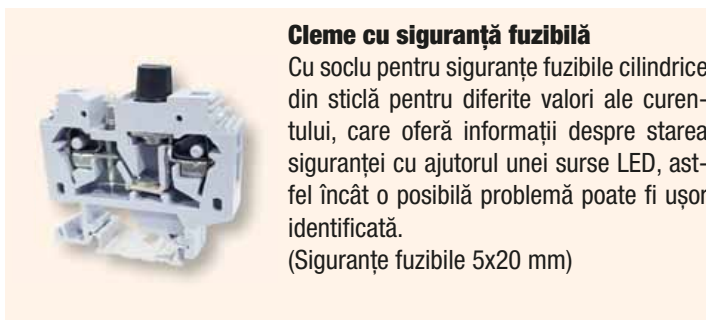 Cleme cu siguranță fuzibilă
Cu soclu pentru siguranțe fuzibile cilindrice
din sticlă pentru diferite valori ale curen-
tului, care oferă informații despre starea
siguranței cu ajutorul unei surse LED, ast-
fel încât o posibilă problemă poate fi ușor
identificată.
(Siguranțe fuzibile 5x20 mm)